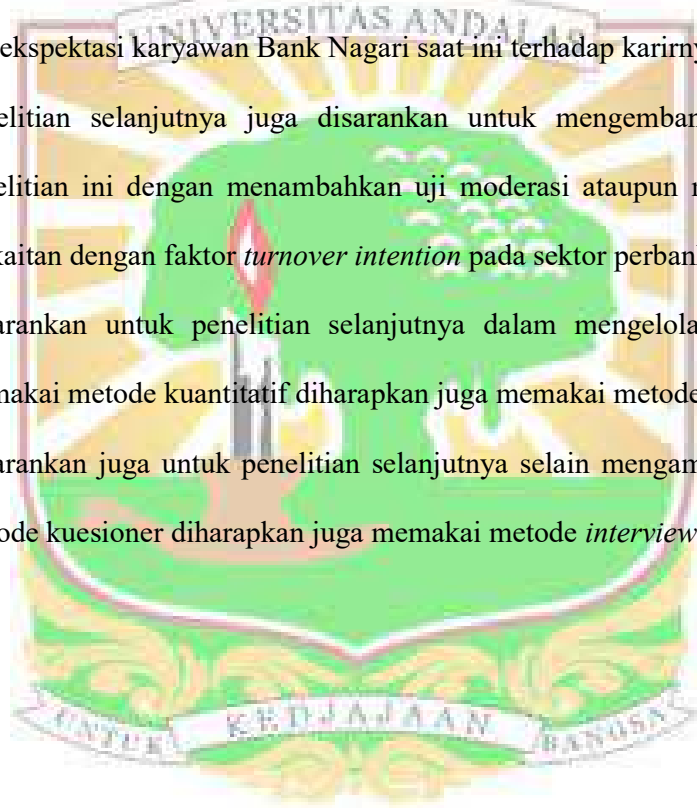 UNIVERSITAS ANDALAS
ekspektasi karyawan Bank Nagari saat ini terhadap karirny
elitian selanjutnya juga disarankan untuk mengemban
elitian ini dengan menambahkan uji moderasi ataupun
kaitan dengan faktor turnover intention pada sektor perban
arankan untuk penelitian selanjutnya dalam mengelola
makai metode kuantitatif diharapkan juga memakai metode
arankan juga untuk penelitian selanjutnya selain mengam
ode kuesioner diharapkan juga memakai metode interview
UNTUK KEDJAJAAN BANGSA